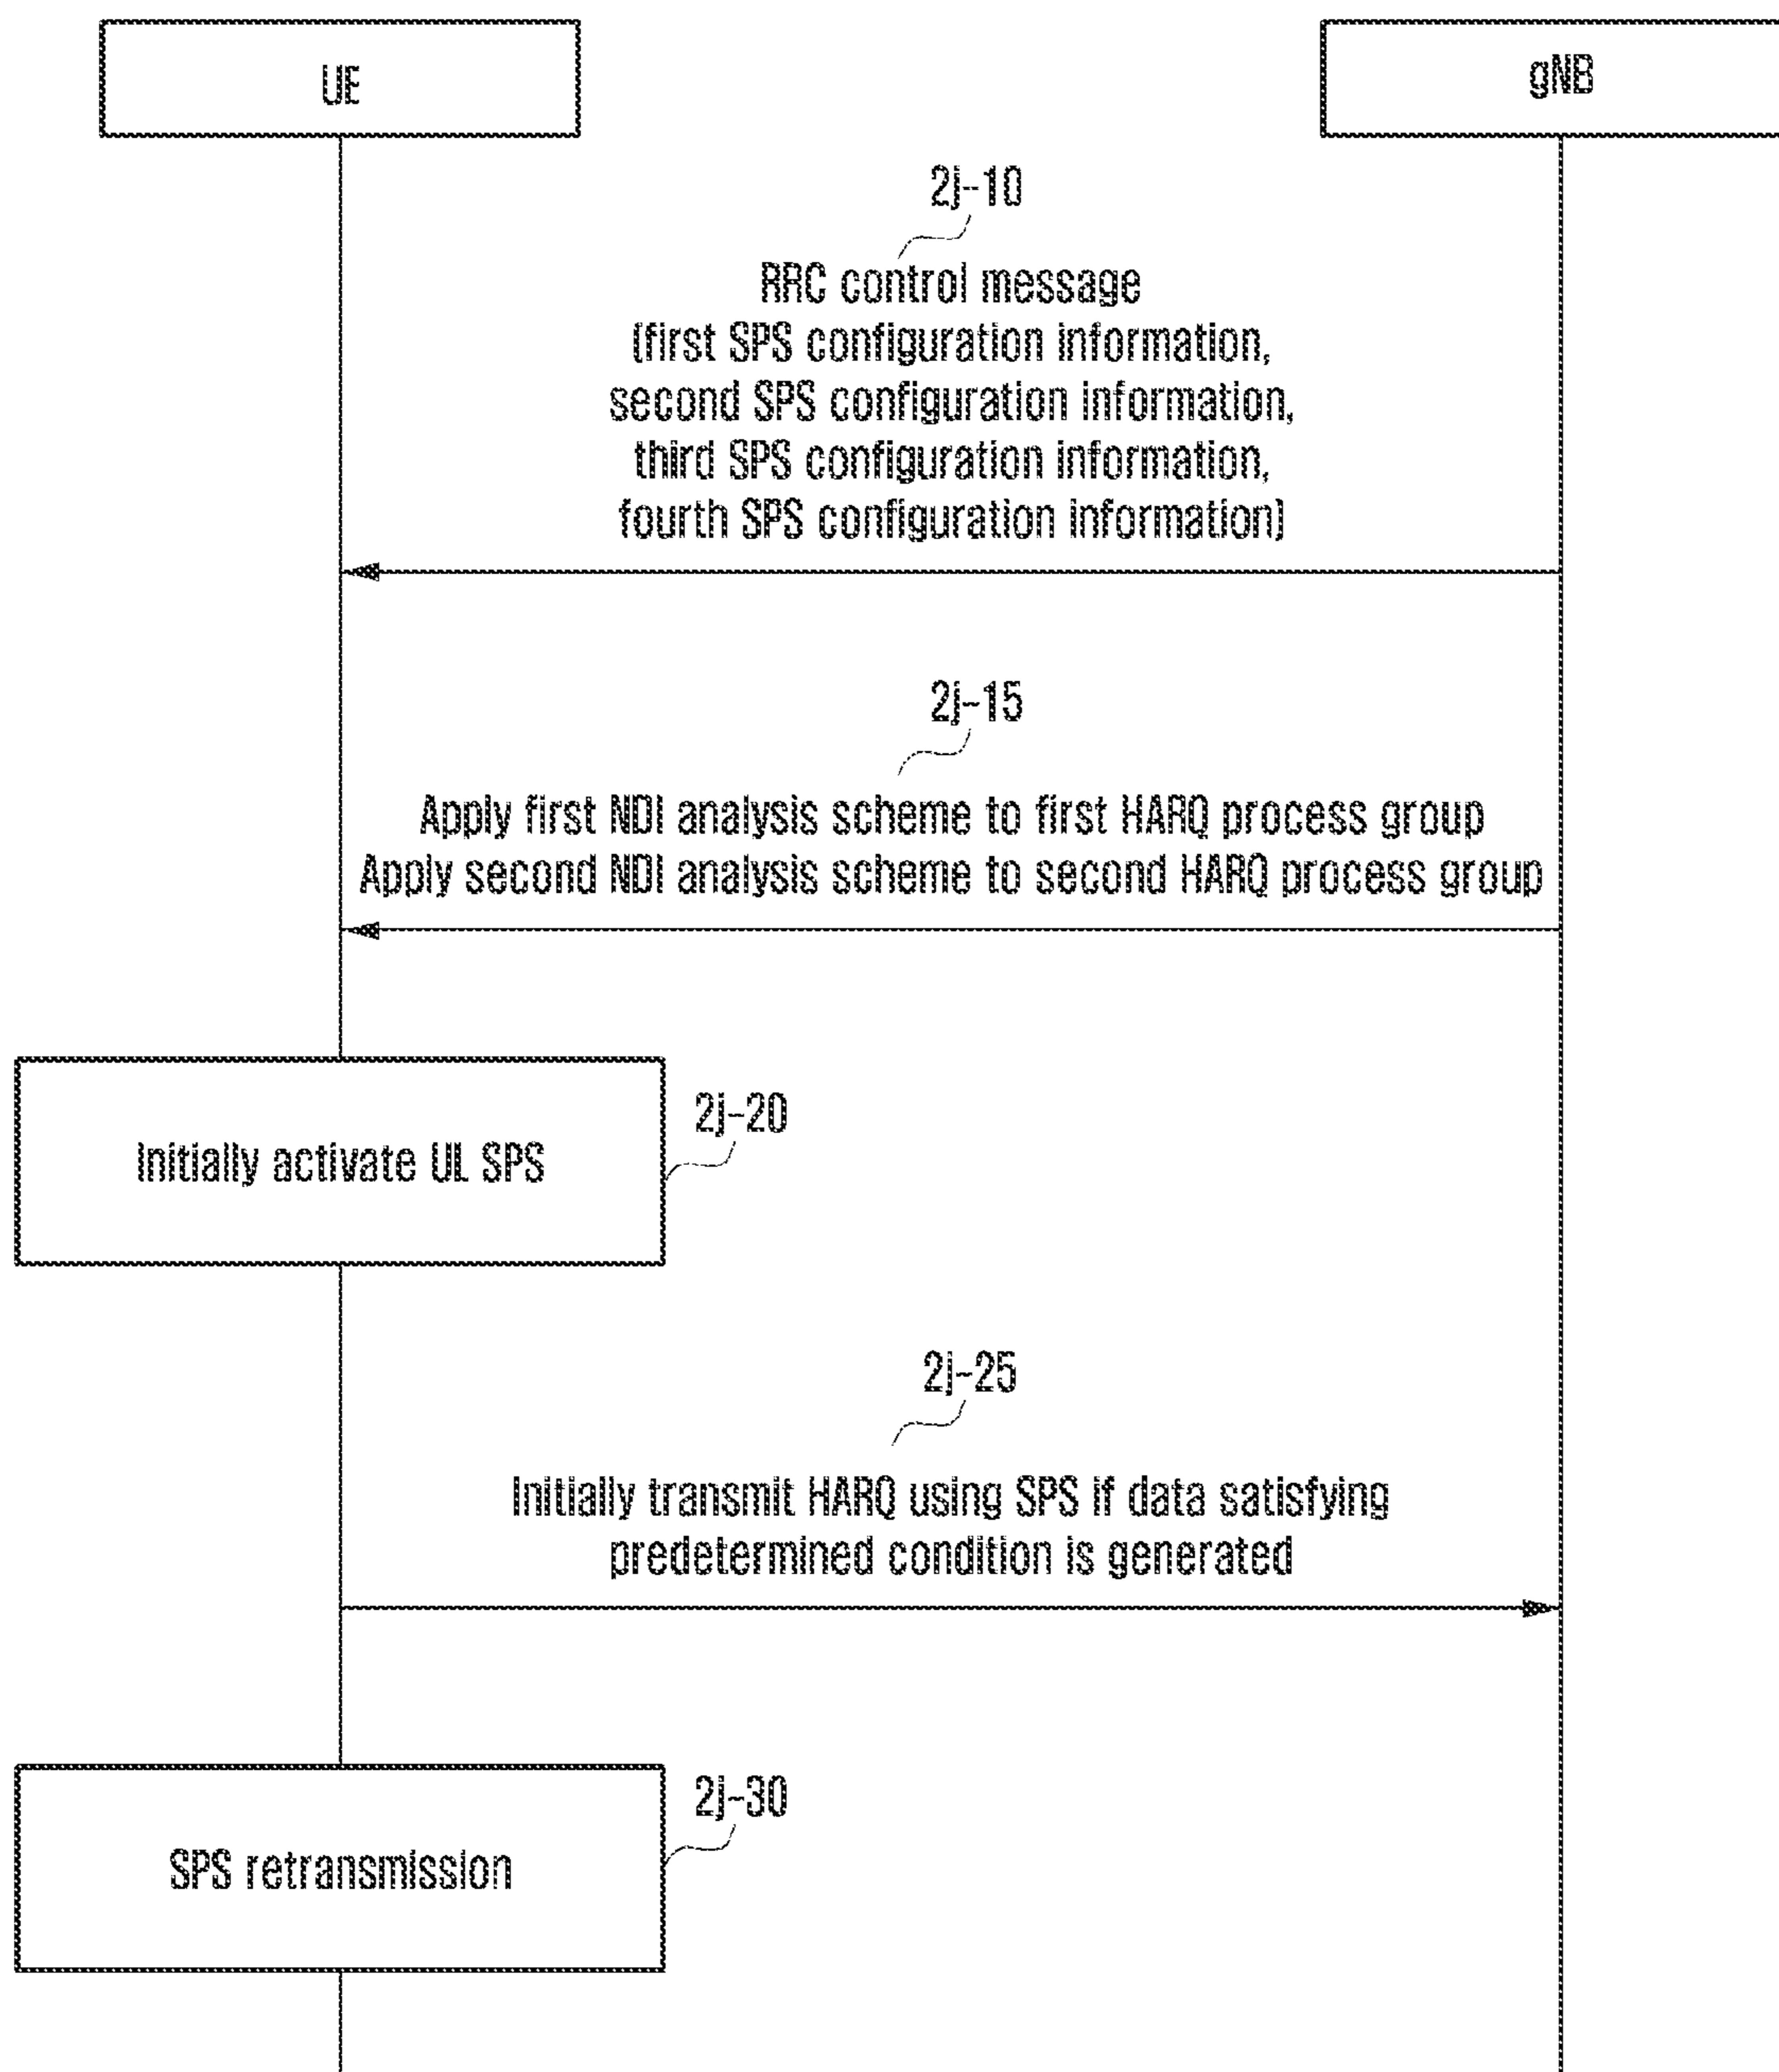 UE
gNB
2j-10
RRC control message
(first SPS configuration information,
second SPS configuration information,
third SPS configuration information,
fourth SPS configuration information)
2j-15
Apply first NDI analysis scheme to first HARQ process group
Apply second NDI analysis scheme to second HARQ process group
Initially activate UL SPS
2j-20
2j-25
Initially transmit HARQ using SPS if data satisfying
predetermined condition is generated
2j-30
SPS retransmission